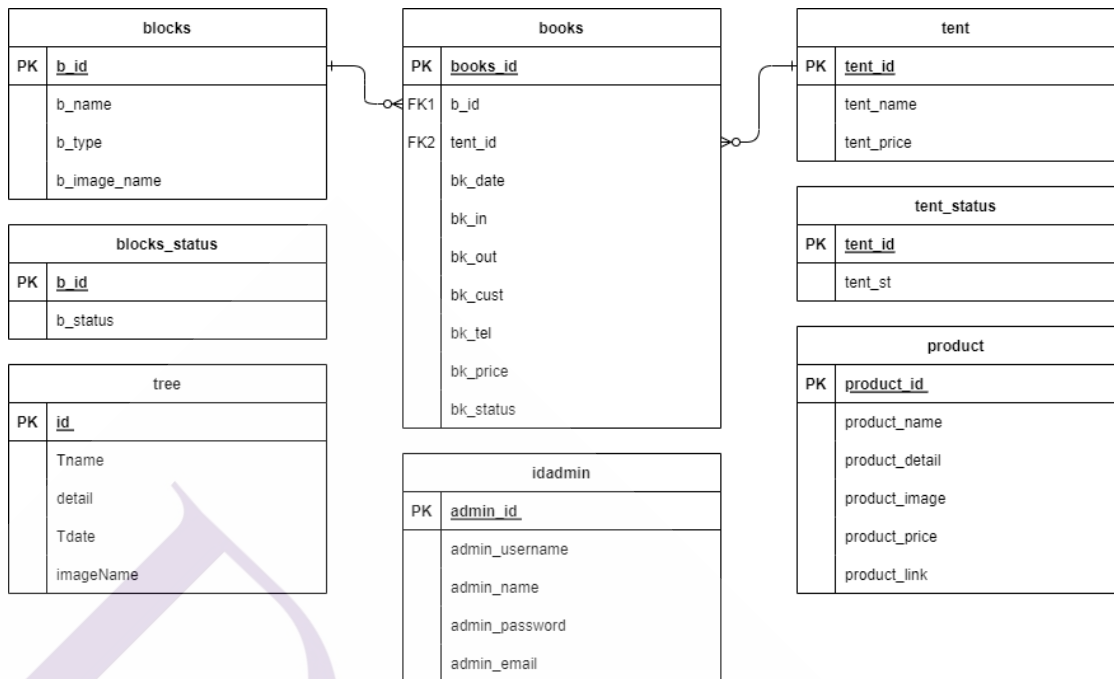 blocks
PK b_id
b_name
b_type
b_image_name
blocks_status
PK b_id
b_status
tree
PK id
Tname
detail
Tdate
imageName
books
PK books_id
FK1 b_id
FK2 tent_id
bk_date
bk_in
bk_out
bk_cust
bk_tel
bk_price
bk_status
idadmin
PK admin_id
admin_username
admin_name
admin_password
admin_email
tent
PK tent_id
tent_name
tent_price
tent_status
PK tent_id
tent_st
product
PK product_id
product_name
product_detail
product_image
product_price
product_link